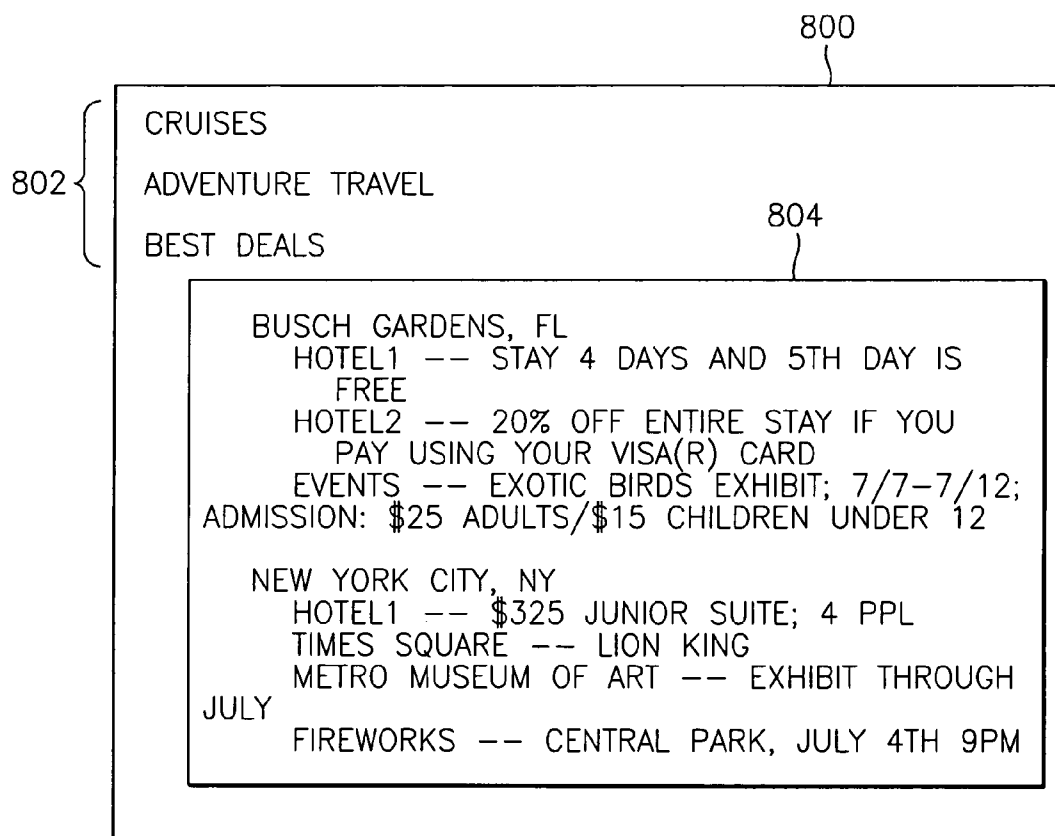 800
CRUISES
802
ADVENTURE TRAVEL
804
BEST DEALS
BUSCH GARDENS, FL
HOTEL1 -- STAY 4 DAYS AND 5TH DAY IS
FREE
HOTEL2 -- 20% OFF ENTIRE STAY IF YOU
PAY USING YOUR VISA(R) CARD
EVENTS -- EXOTIC BIRDS EXHIBIT; 7/7-7/12;
ADMISSION: $25 ADULTS/$15 CHILDREN UNDER 12
NEW YORK CITY, NY
HOTEL1 -- $325 JUNIOR SUITE; 4 PPL
TIMES SQUARE -- LION KING
METRO MUSEUM OF ART -- EXHIBIT THROUGH
JULY
FIREWORKS -- CENTRAL PARK, JULY 4TH 9PM